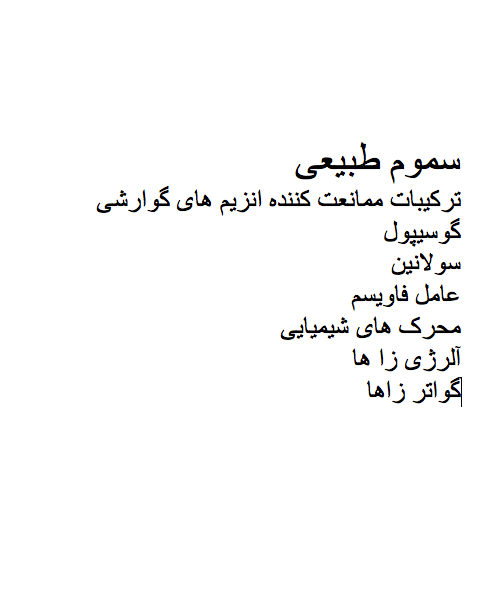 سموم طبیعی
ترکیبات ممانعت کننده انزیم های گوارشی
گوسیپول
سولانین
عامل فاویسم
محرک های شیمیایی
آلرژی زا ها
گواتر زاها